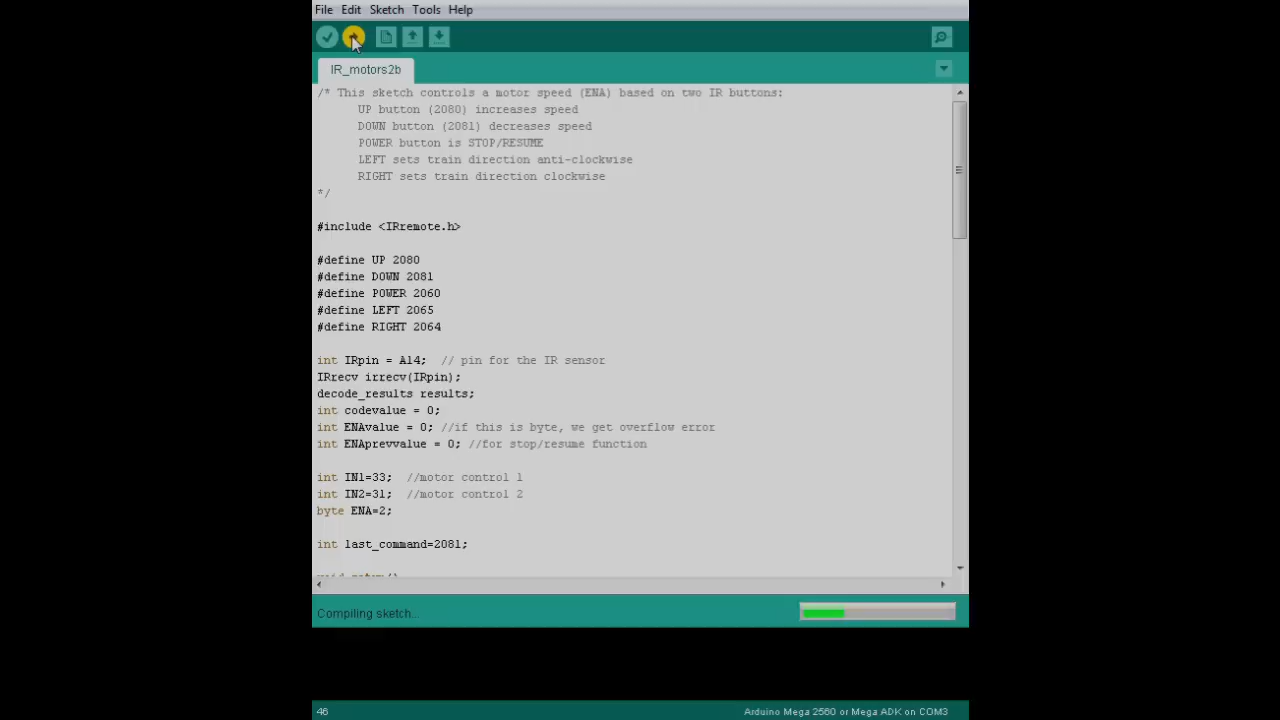 File Edit Sketch Tools Help
IR_motors2b
/* This sketch controls a motor speed (ENA) based on two IR buttons:
UP button (2080) increases speed
DOWN button (2081) decreases speed
POWER button is STOP/RESUME
LEFT sets train direction anti-clockwise
RIGHT sets train direction clockwise
*/
#include <IRremote.h>
#define UP 2080
#define DOWN 2081
#define POWER 2060
#define LEFT 2065
#define RIGHT 2064
int IRpin = A14;  // pin for the IR sensor
IRrecv irrecv(IRpin);
decode_results results;
int codevalue = 0;
int ENAvalue = 0; //if this is byte, we get overflow error
int ENAprevvalue = 0; //for stop/resume function
int IN1=33;  //motor control 1
int IN2=31;  //motor control 2
byte ENA=2;
int last_command=2081;
Compiling sketch...
46
Arduino Mega 2560 or Mega ADK on COM3